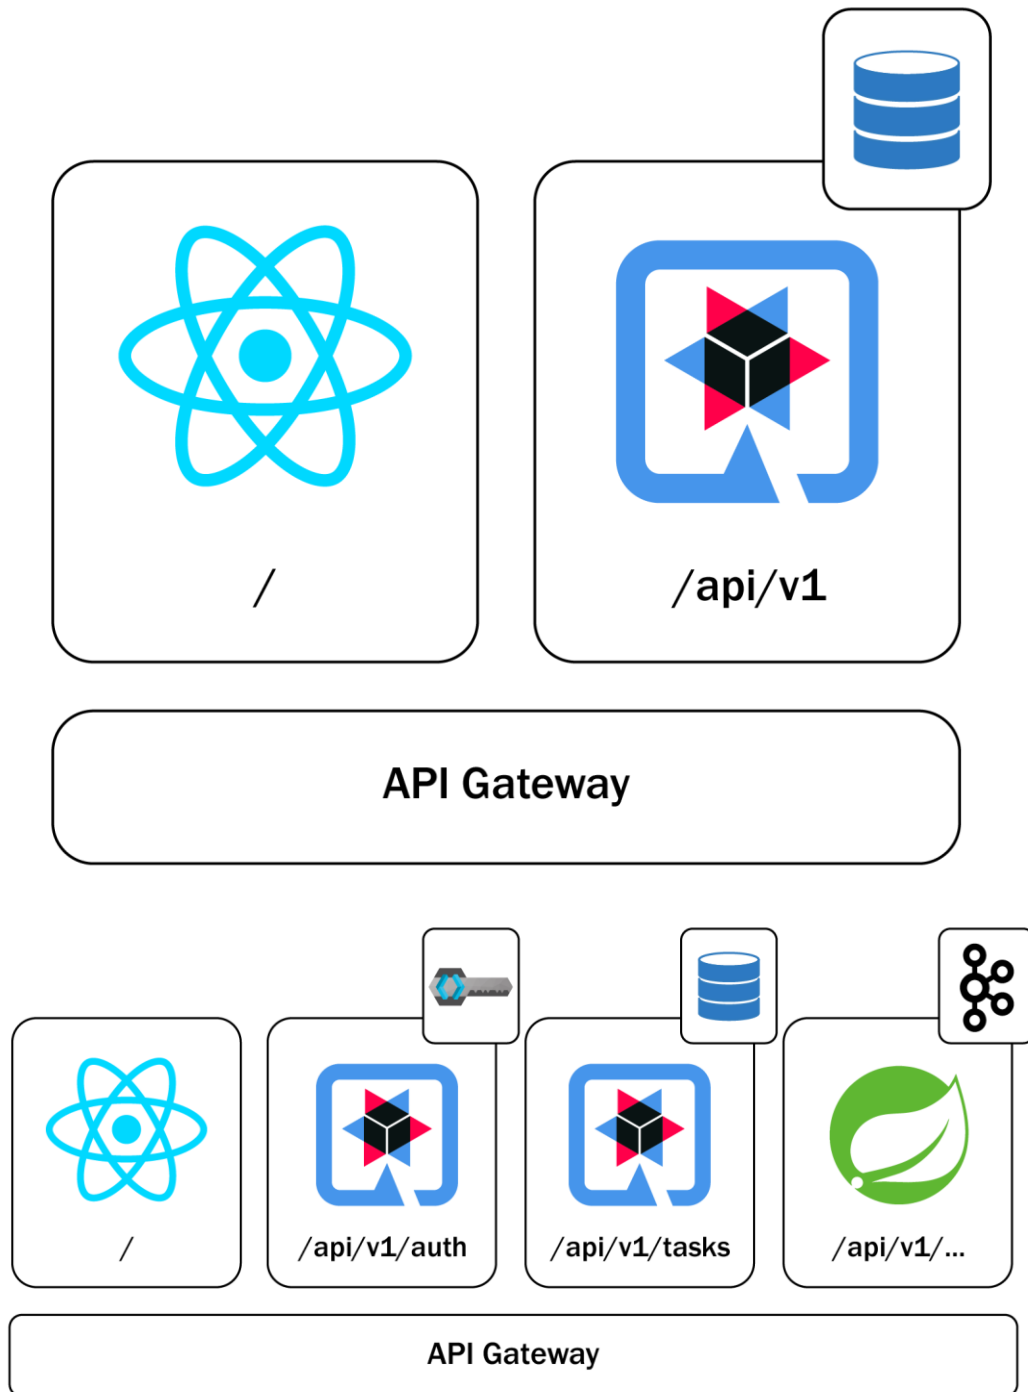 /
/api/v1
API Gateway
/
/api/v1/auth
/api/v1/tasks
/api/v1/...
API Gateway